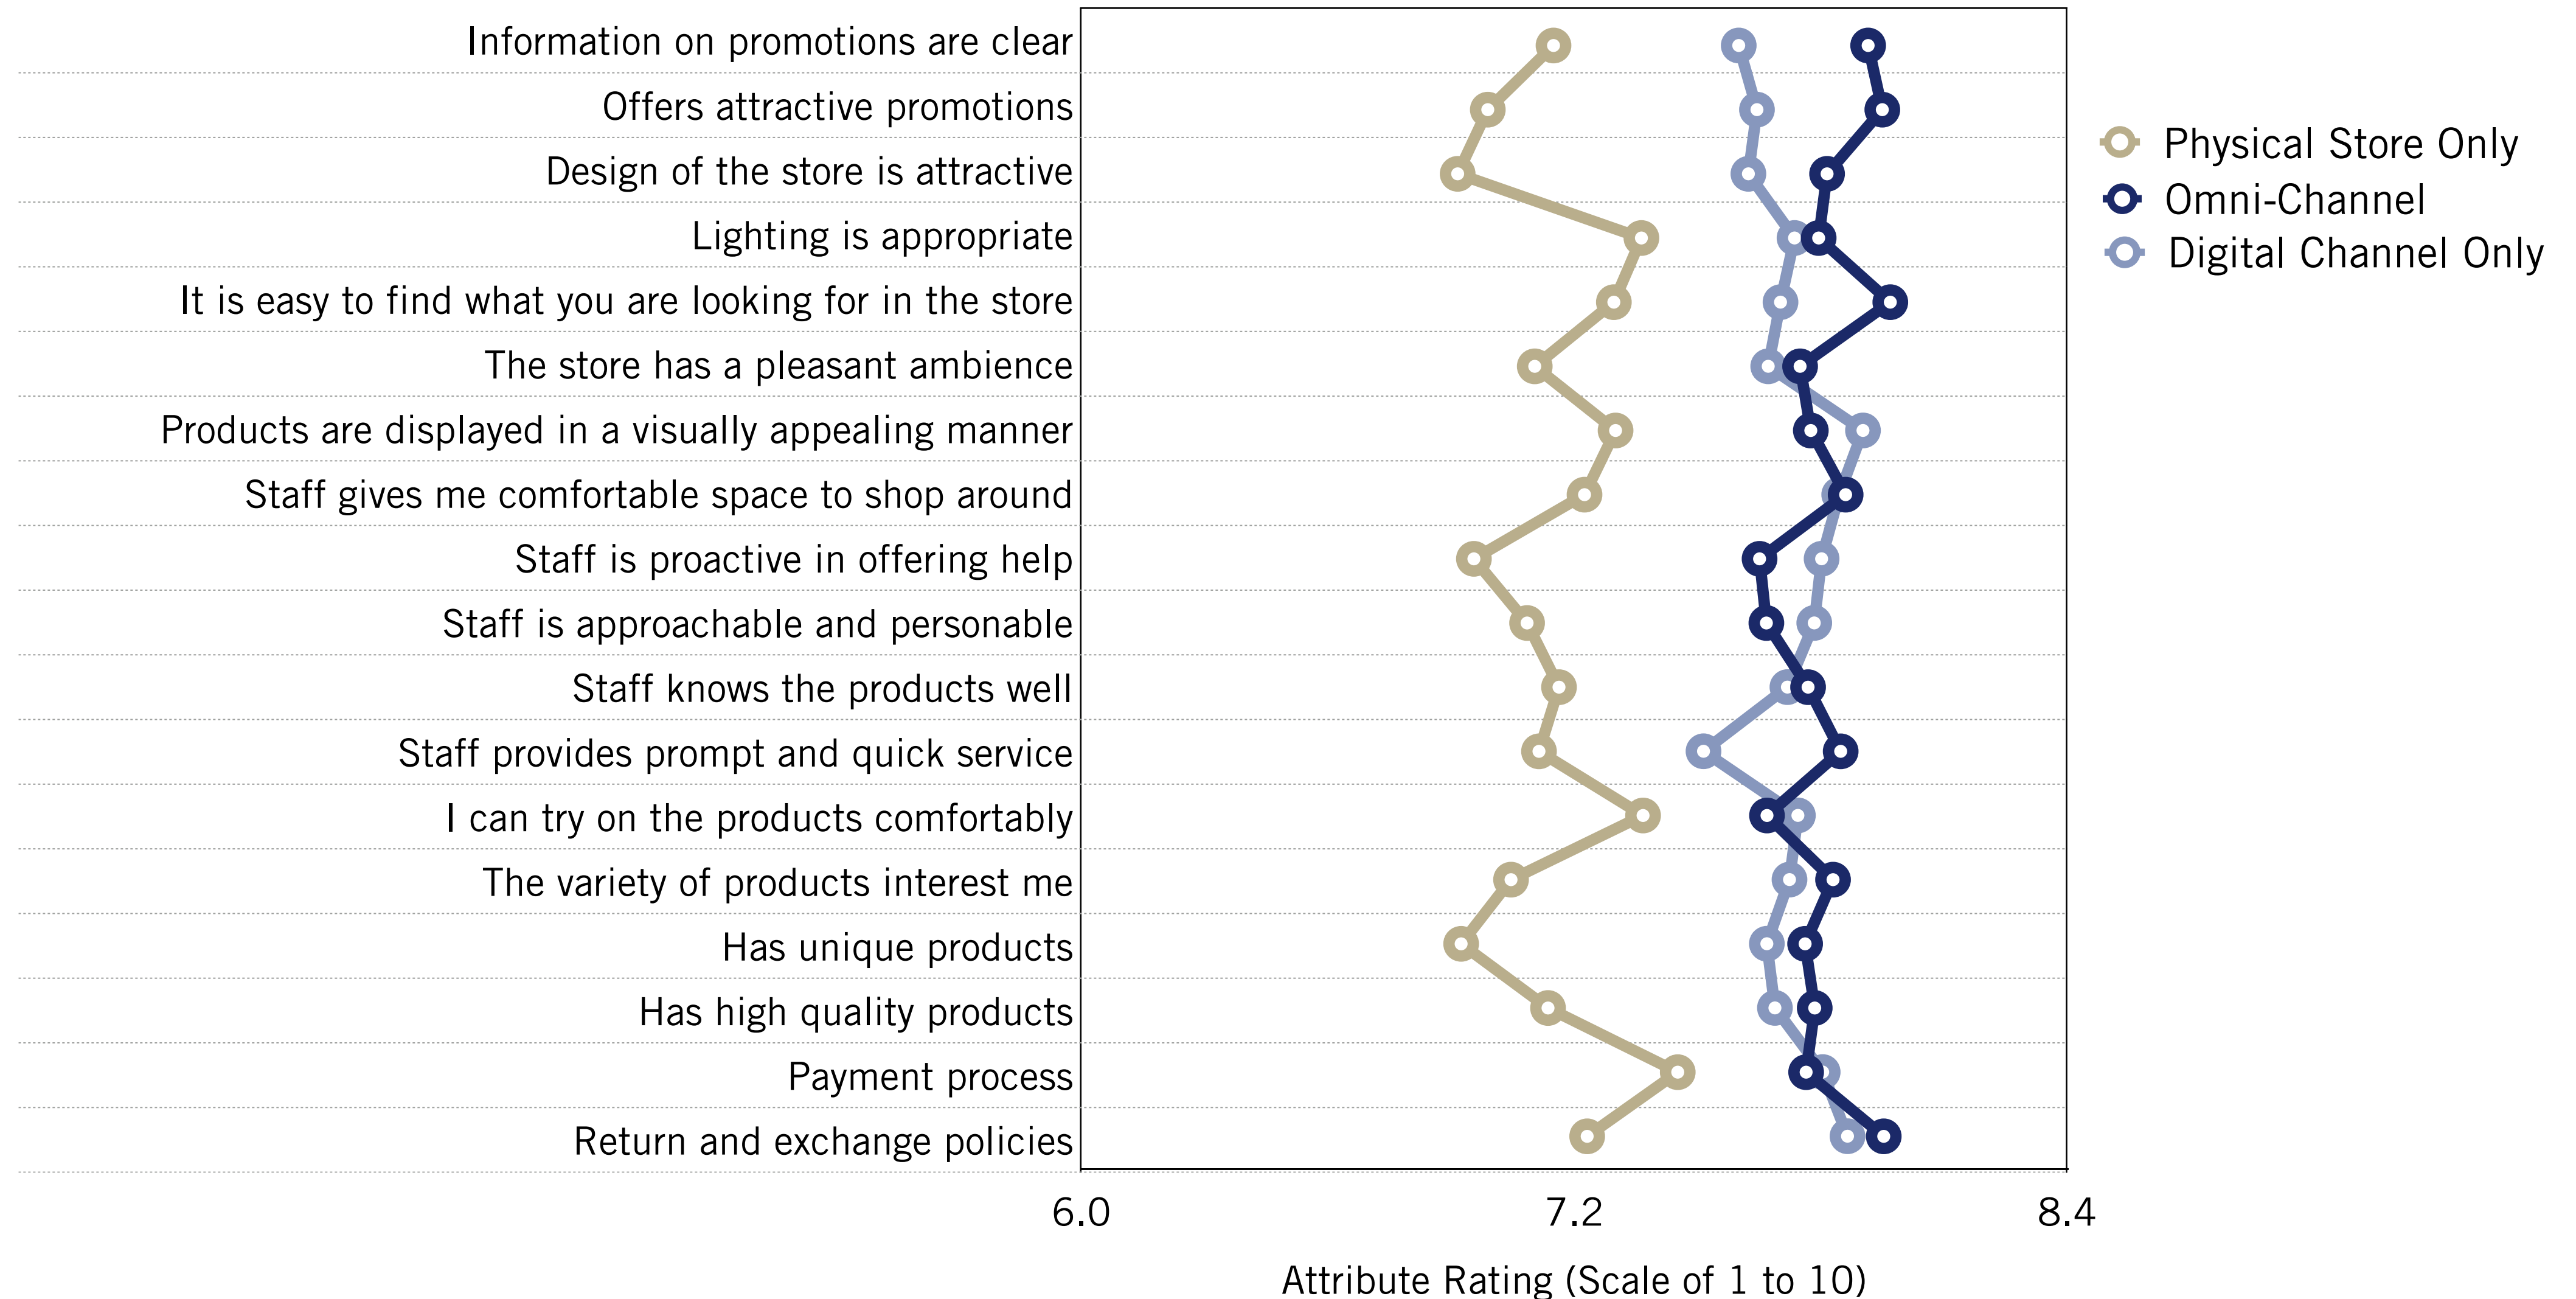 Information on promotions are clear
Offers attractive promotions
Design of the store is attractive
Lighting is appropriate
It is easy to find what you are looking for in the store
The store has a pleasant ambience
Products are displayed in a visually appealing manner
Staff gives me comfortable space to shop around
Staff is proactive in offering help
Staff is approachable and personable
Staff knows the products well
Staff provides prompt and quick service
I can try on the products comfortably
The variety of products interest me
Has unique products
Has high quality products
Payment process
Return and exchange policies
6.0 7.2 8.4
Attribute Rating (Scale of 1 to 10)
Physical Store Only
Omni-Channel
Digital Channel Only